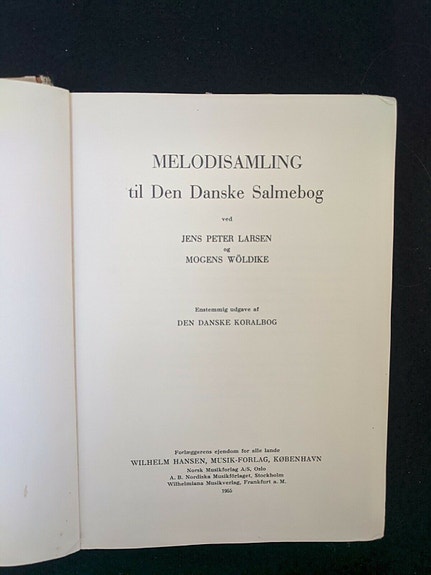 MELODISAMLING
til Den Danske Salmebog
ved
JENS PETER LARSEN
og
MOGENS WÖLDIKE
Enstemmig udgave af
DEN DANSKE KORALBOG
Forlæggerens ejendom for alle lande
WILHELM HANSEN, MUSIK-FORLAG, KØBENHAVN
Norsk Musikforlag A/S, Oslo
A. B. Nordiska Musikförlaget, Stockholm
Wilhelmiana Musikverlag, Frankfort a. M.
1955